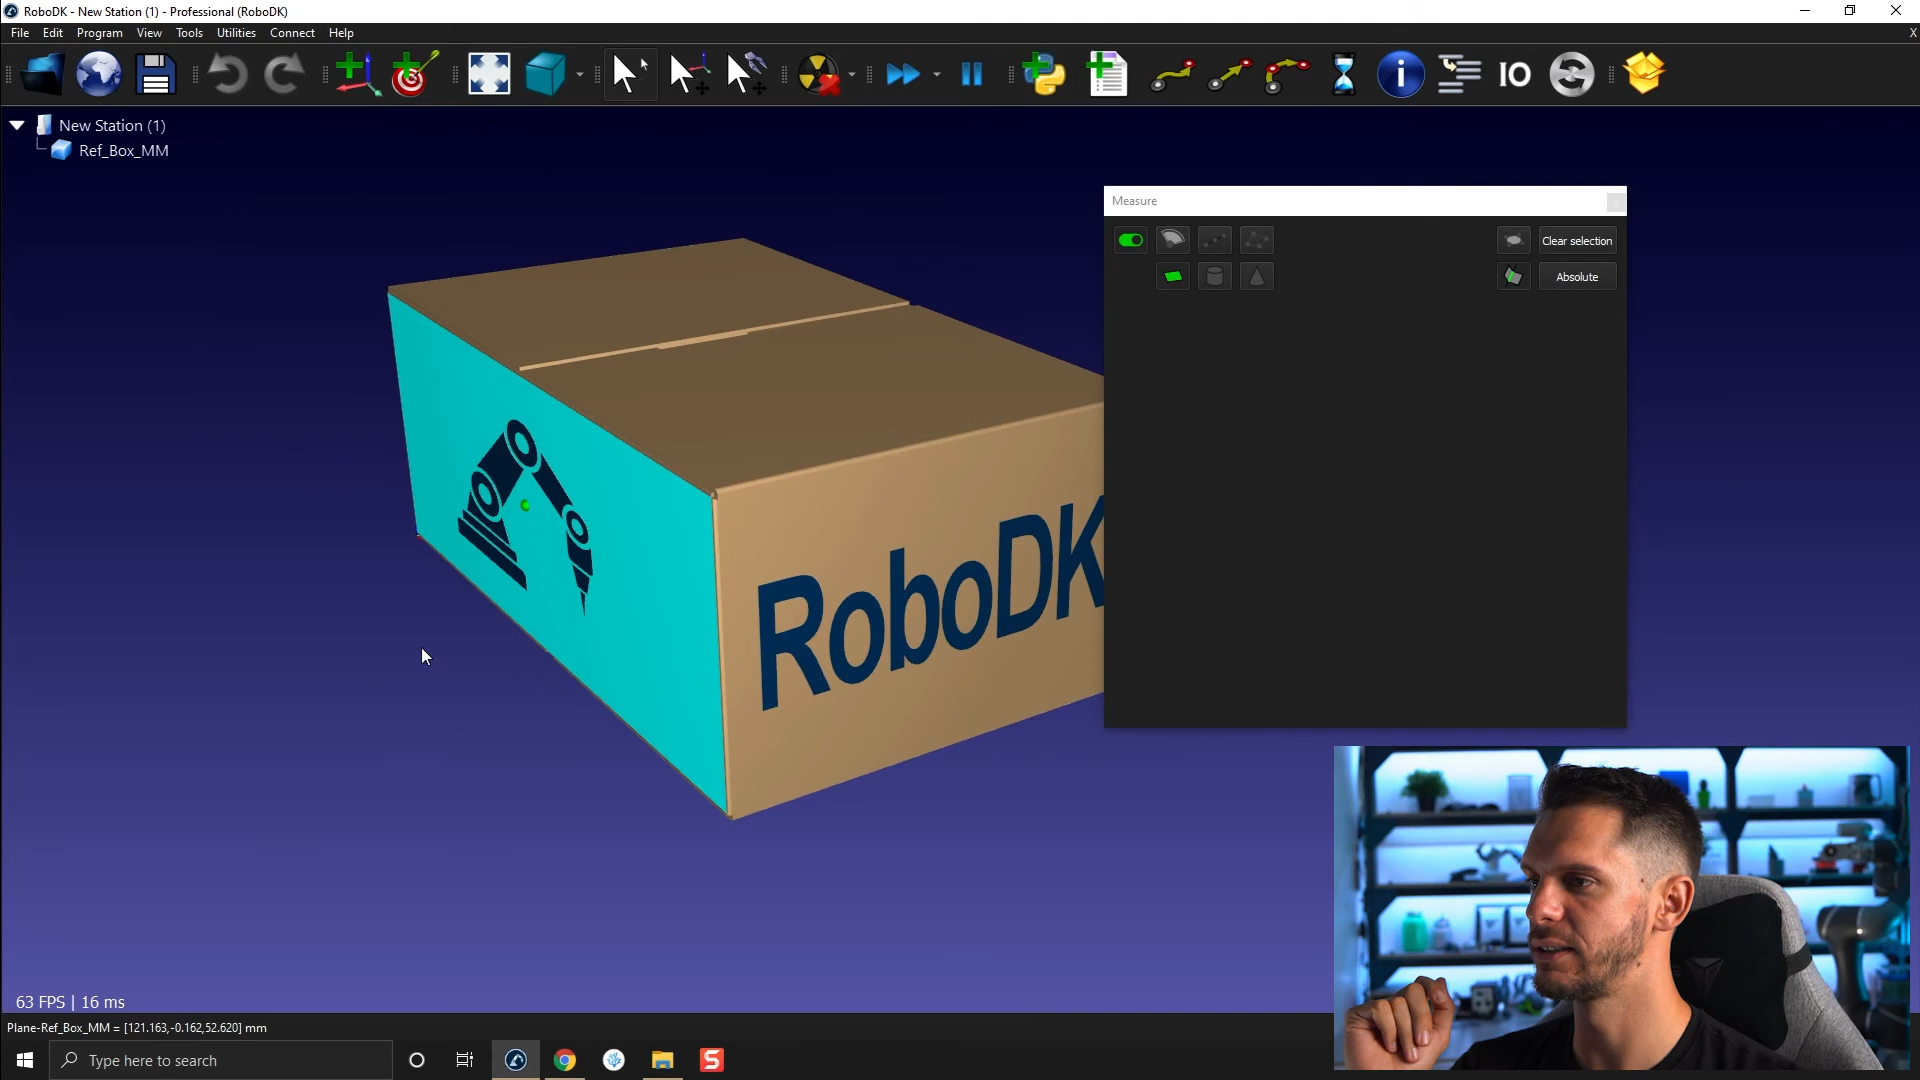 RoboDK - New Station (1) - Professional (RoboDK)
File Edit Program View Tools Utilities Connect Help X
IO
New Station (1)
Ref_Box_MM
Measure
Clear selection
Absolute
RoboDK
63 FPS | 16 ms
Plane-Ref_Box_MM = [121.163,-0.162,52.620] mm
Type here to search
S